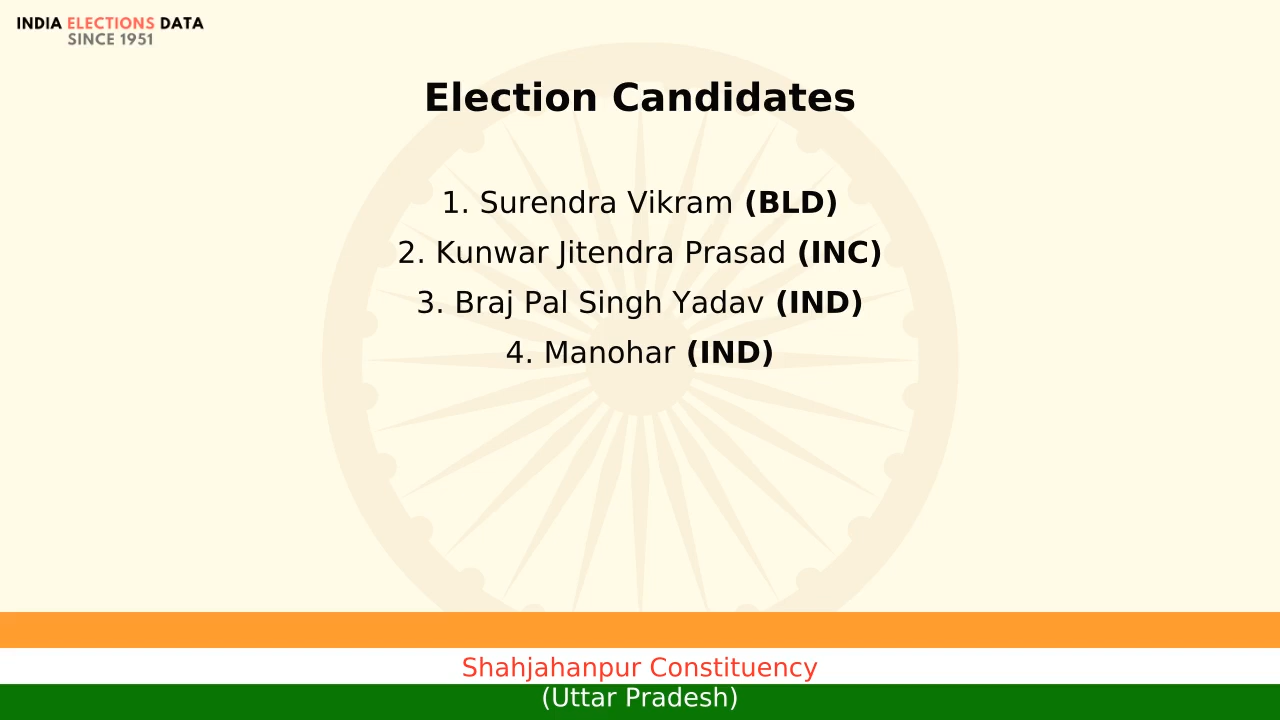 INDIA ELECTIONS DATA
SINCE 1951
Election Candidates
1. Surendra Vikram (BLD)
2. Kunwar Jitendra Prasad (INC)
3. Braj Pal Singh Yadav (IND)
4. Manohar (IND)
Shahjahanpur Constituency
(Uttar Pradesh)